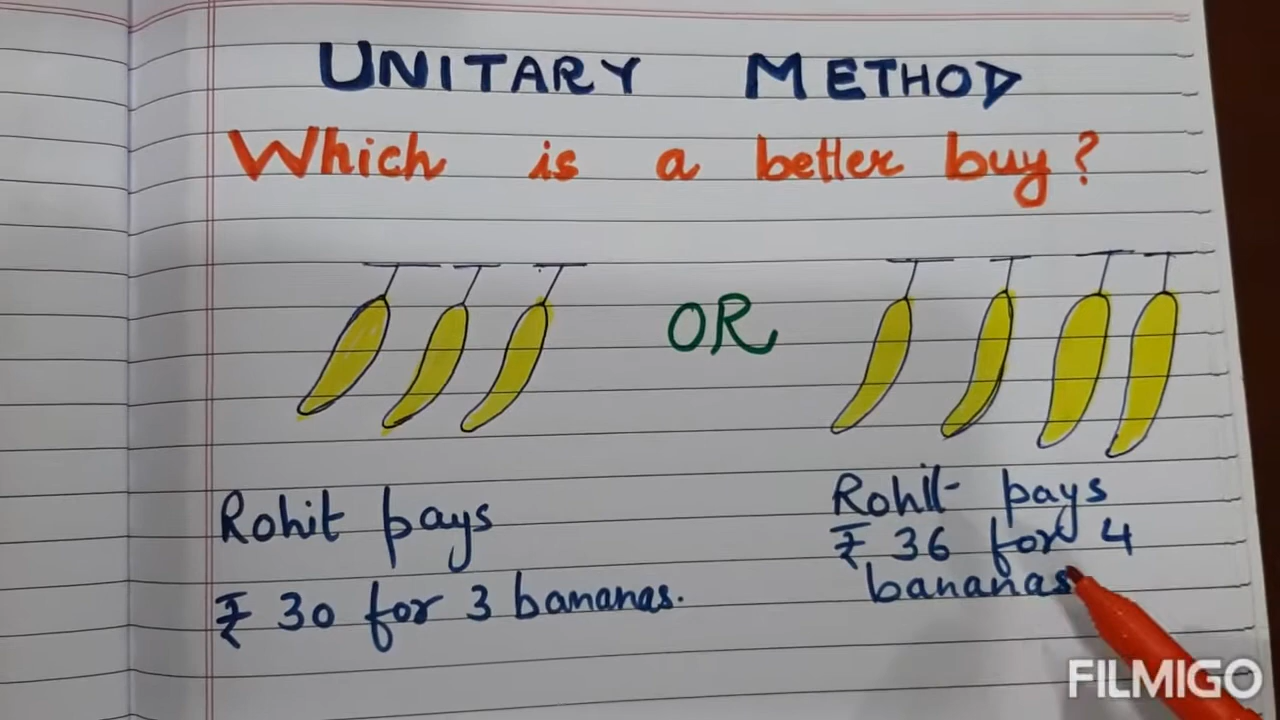 UNITARY METHOD
Which is a better buy?
OR
Rohit pays
₹ 30 for 3 bananas.
Rohit pays
₹ 36 for 4
bananas
FILMIGO